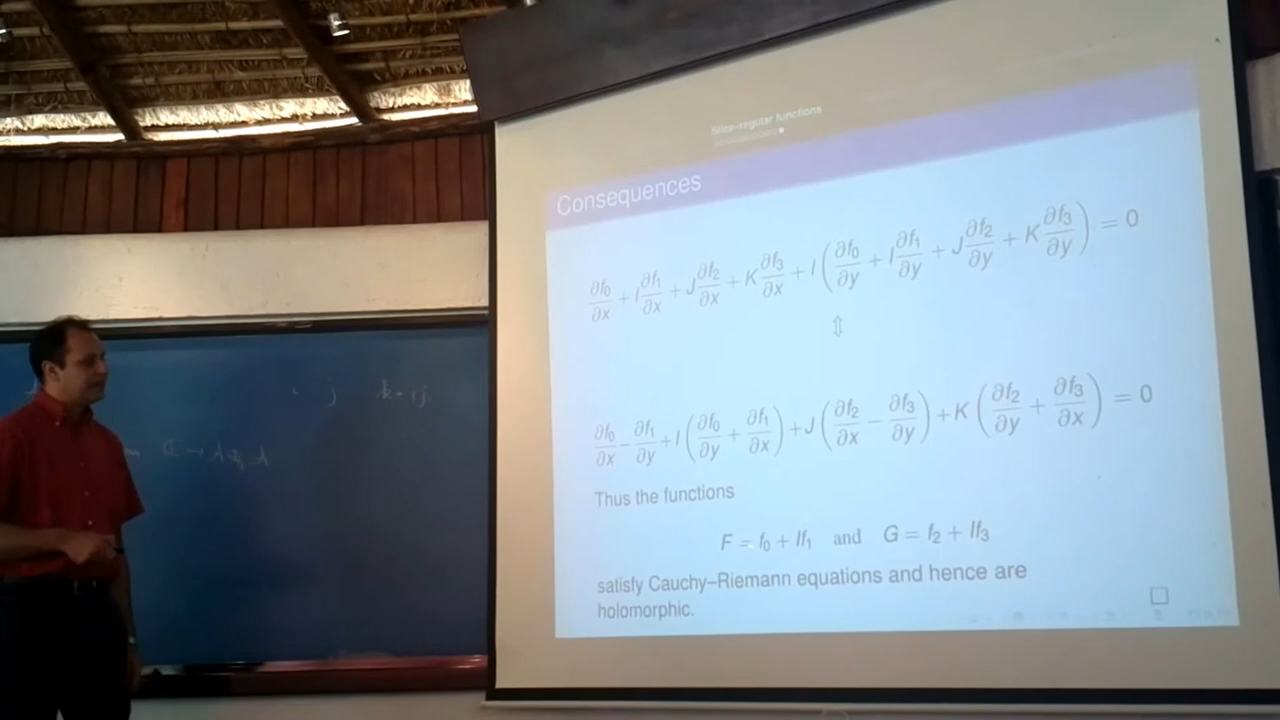 Slice-regular functions
Consequences
∂f₀/∂x + I ∂f₁/∂x + J ∂f₂/∂x + K ∂f₃/∂x + I ( ∂f₀/∂y + I ∂f₁/∂y + J ∂f₂/∂y + K ∂f₃/∂y ) = 0
⇕
∂f₀/∂x − ∂f₁/∂y + I ( ∂f₀/∂y + ∂f₁/∂x ) + J ( ∂f₂/∂x − ∂f₃/∂y ) + K ( ∂f₂/∂y + ∂f₃/∂x ) = 0
Thus the functions
F = f₀ + If₁ and G = f₂ + If₃
satisfy Cauchy–Riemann equations and hence are
holomorphic.
j k = ij